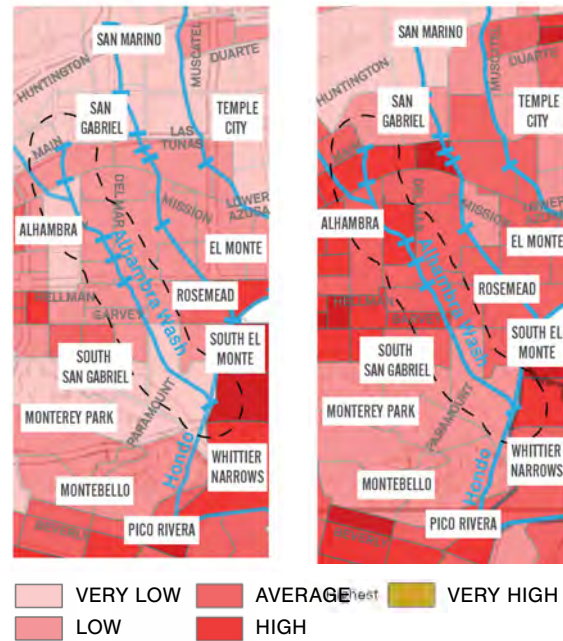 SAN MARINO
HUNTINGTON
MUSCATEL
DUARTE
SAN
GABRIEL
TEMPLE
CITY
MAIN
LAS
TUNAS
DEL MAR
MISSION
LOWER
AZUSA
ALHAMBRA
Alhambra Wash
EL MONTE
HELLMAN
GARVEY
ROSEMEAD
SOUTH EL
MONTE
SOUTH
SAN GABRIEL
PARAMOUNT
MONTEREY PARK
Hondo
WHITTIER
NARROWS
MONTEBELLO
PICO RIVERA
BEVERLY
SAN MARINO
HUNTINGTON
MUSCATEL
DUARTE
SAN
GABRIEL
TEMPLE
CITY
MAIN
MISSION
LOWER
ALHAMBRA
Alhambra Wash
EL MONTE
HELLMAN
GARVEY
ROSEMEAD
SOUTH EL
MONTE
SOUTH
SAN GABRIEL
PARAMOUNT
MONTEREY PARK
Hondo
WHITTIER
NARROWS
MONTEBELLO
PICO RIVERA
BEVERLY
VERY LOW
AVERAGE
VERY HIGH
LOW
HIGH